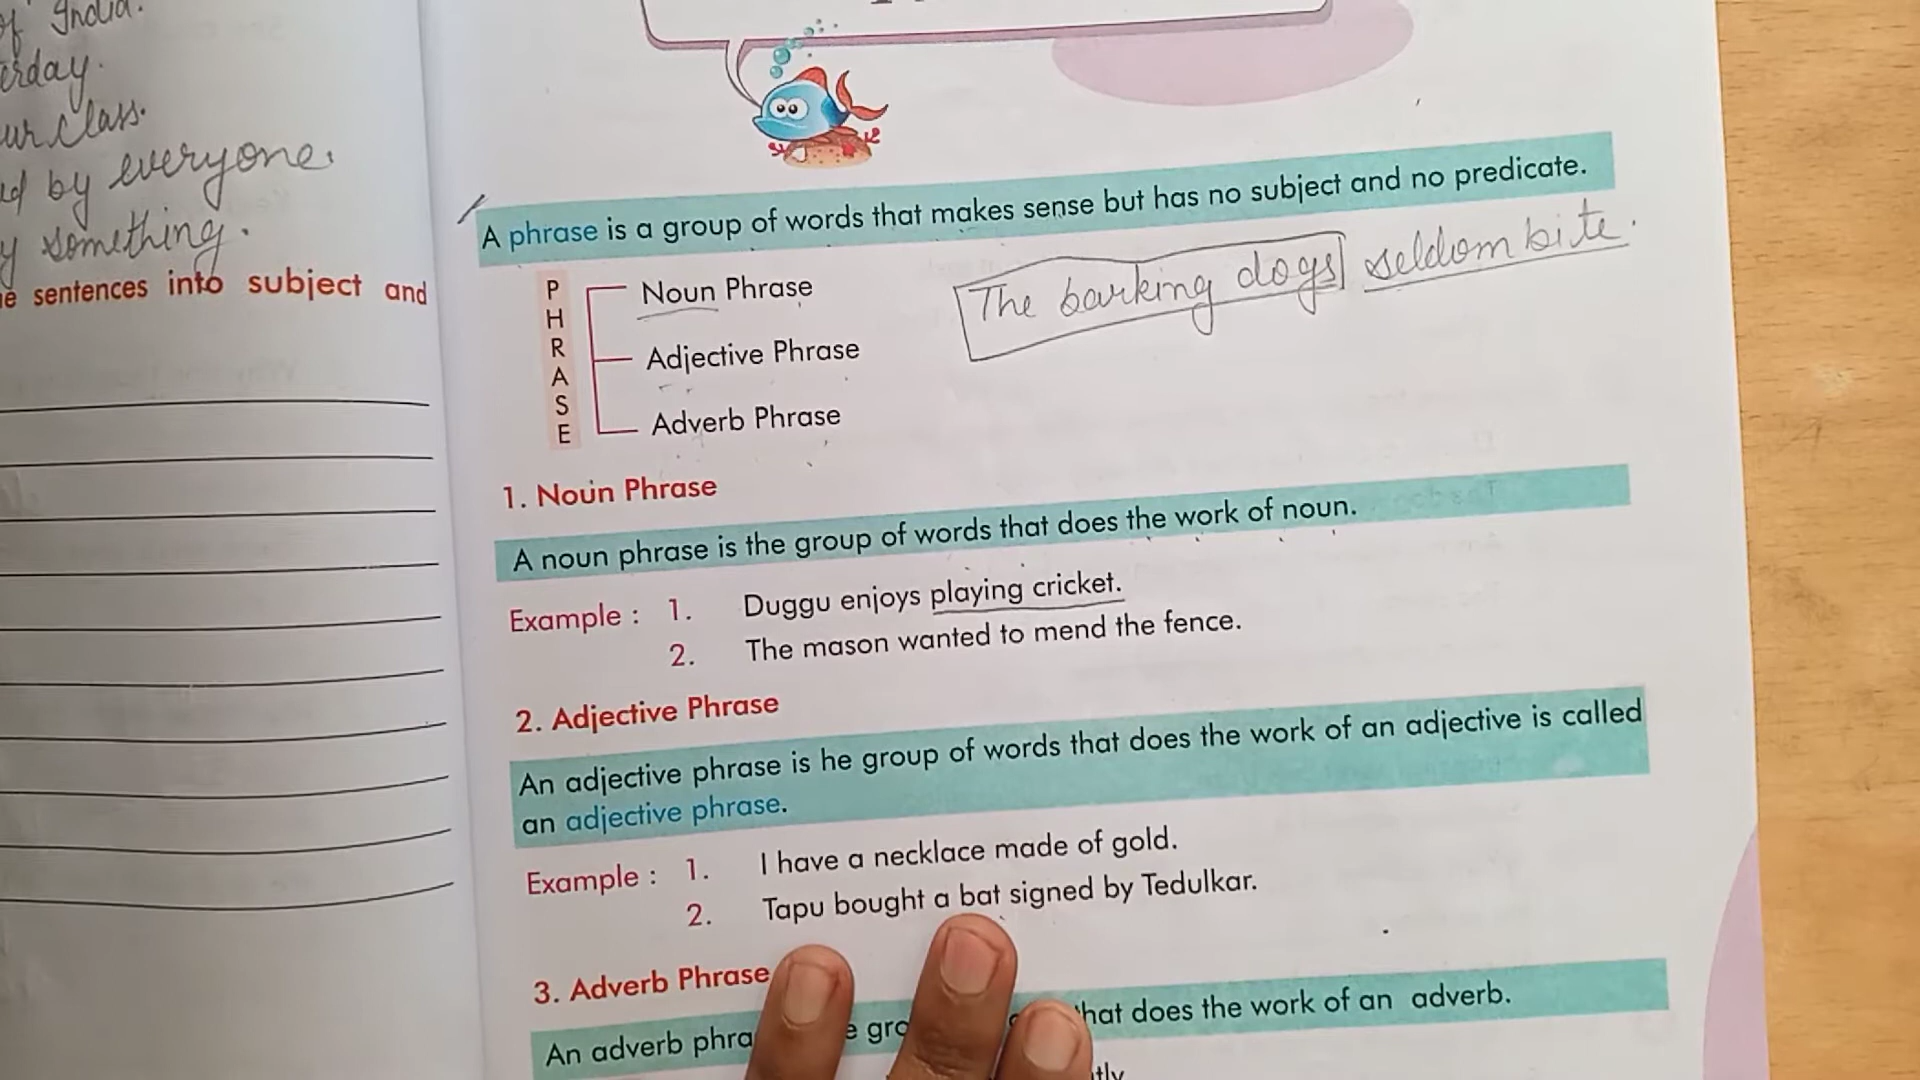 of India.
ur class.
by everyone.
something.
sentences into subject and
A phrase is a group of words that makes sense but has no subject and no predicate.
The barking dogs seldom bite.
PHRASE
Noun Phrase
Adjective Phrase
Adverb Phrase
1. Noun Phrase
A noun phrase is the group of words that does the work of noun.
Example : 1. Duggu enjoys playing cricket.
2. The mason wanted to mend the fence.
2. Adjective Phrase
An adjective phrase is he group of words that does the work of an adjective is called
an adjective phrase.
Example : 1. I have a necklace made of gold.
2. Tapu bought a bat signed by Tedulkar.
3. Adverb Phrase
An adverb phra e gro hat does the work of an adverb.
tly